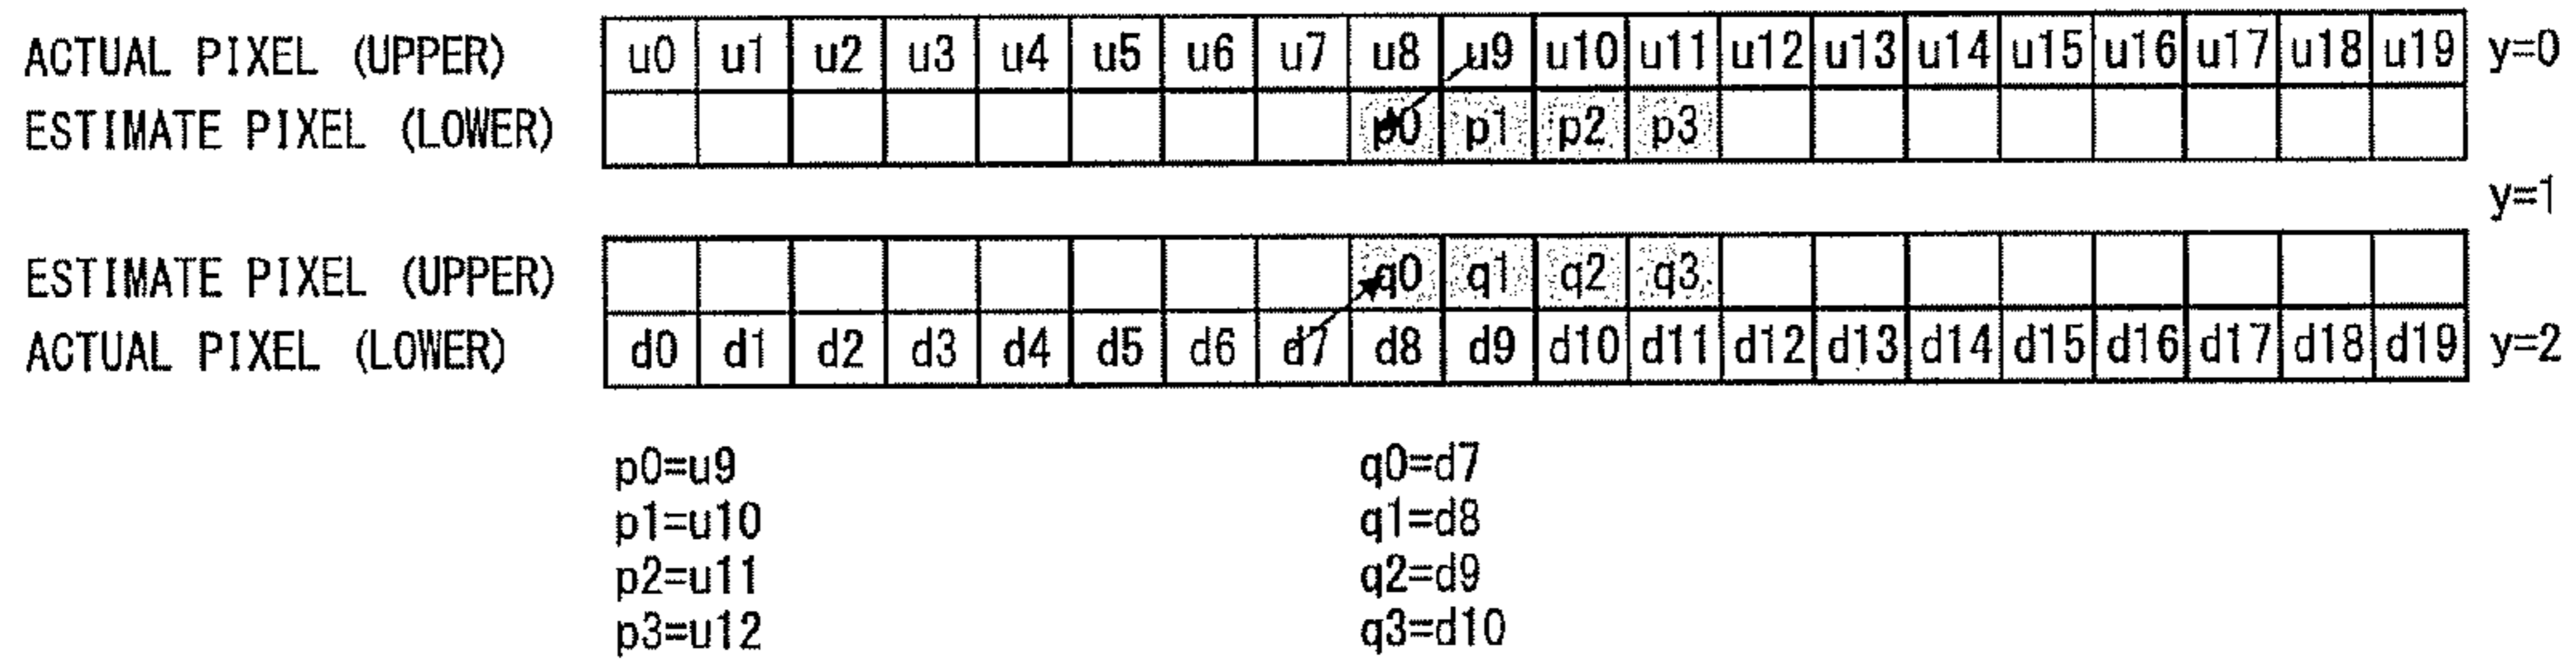 ACTUAL PIXEL (UPPER) u0 u1 u2 u3 u4 u5 u6 u7 u8 u9 u10 u11 u12 u13 u14 u15 u16 u17 u18 u19 y=0
ESTIMATE PIXEL (LOWER) p0 p1 p2 p3
y=1
ESTIMATE PIXEL (UPPER) q0 q1 q2 q3
ACTUAL PIXEL (LOWER) d0 d1 d2 d3 d4 d5 d6 d7 d8 d9 d10 d11 d12 d13 d14 d15 d16 d17 d18 d19 y=2
p0=u9 q0=d7
p1=u10 q1=d8
p2=u11 q2=d9
p3=u12 q3=d10